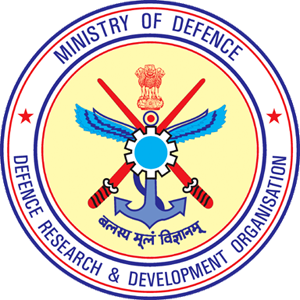 MINISTRY OF DEFENCE
बलस्य मूलं विज्ञानम्
DEFENCE RESEARCH & DEVELOPMENT ORGANISATION